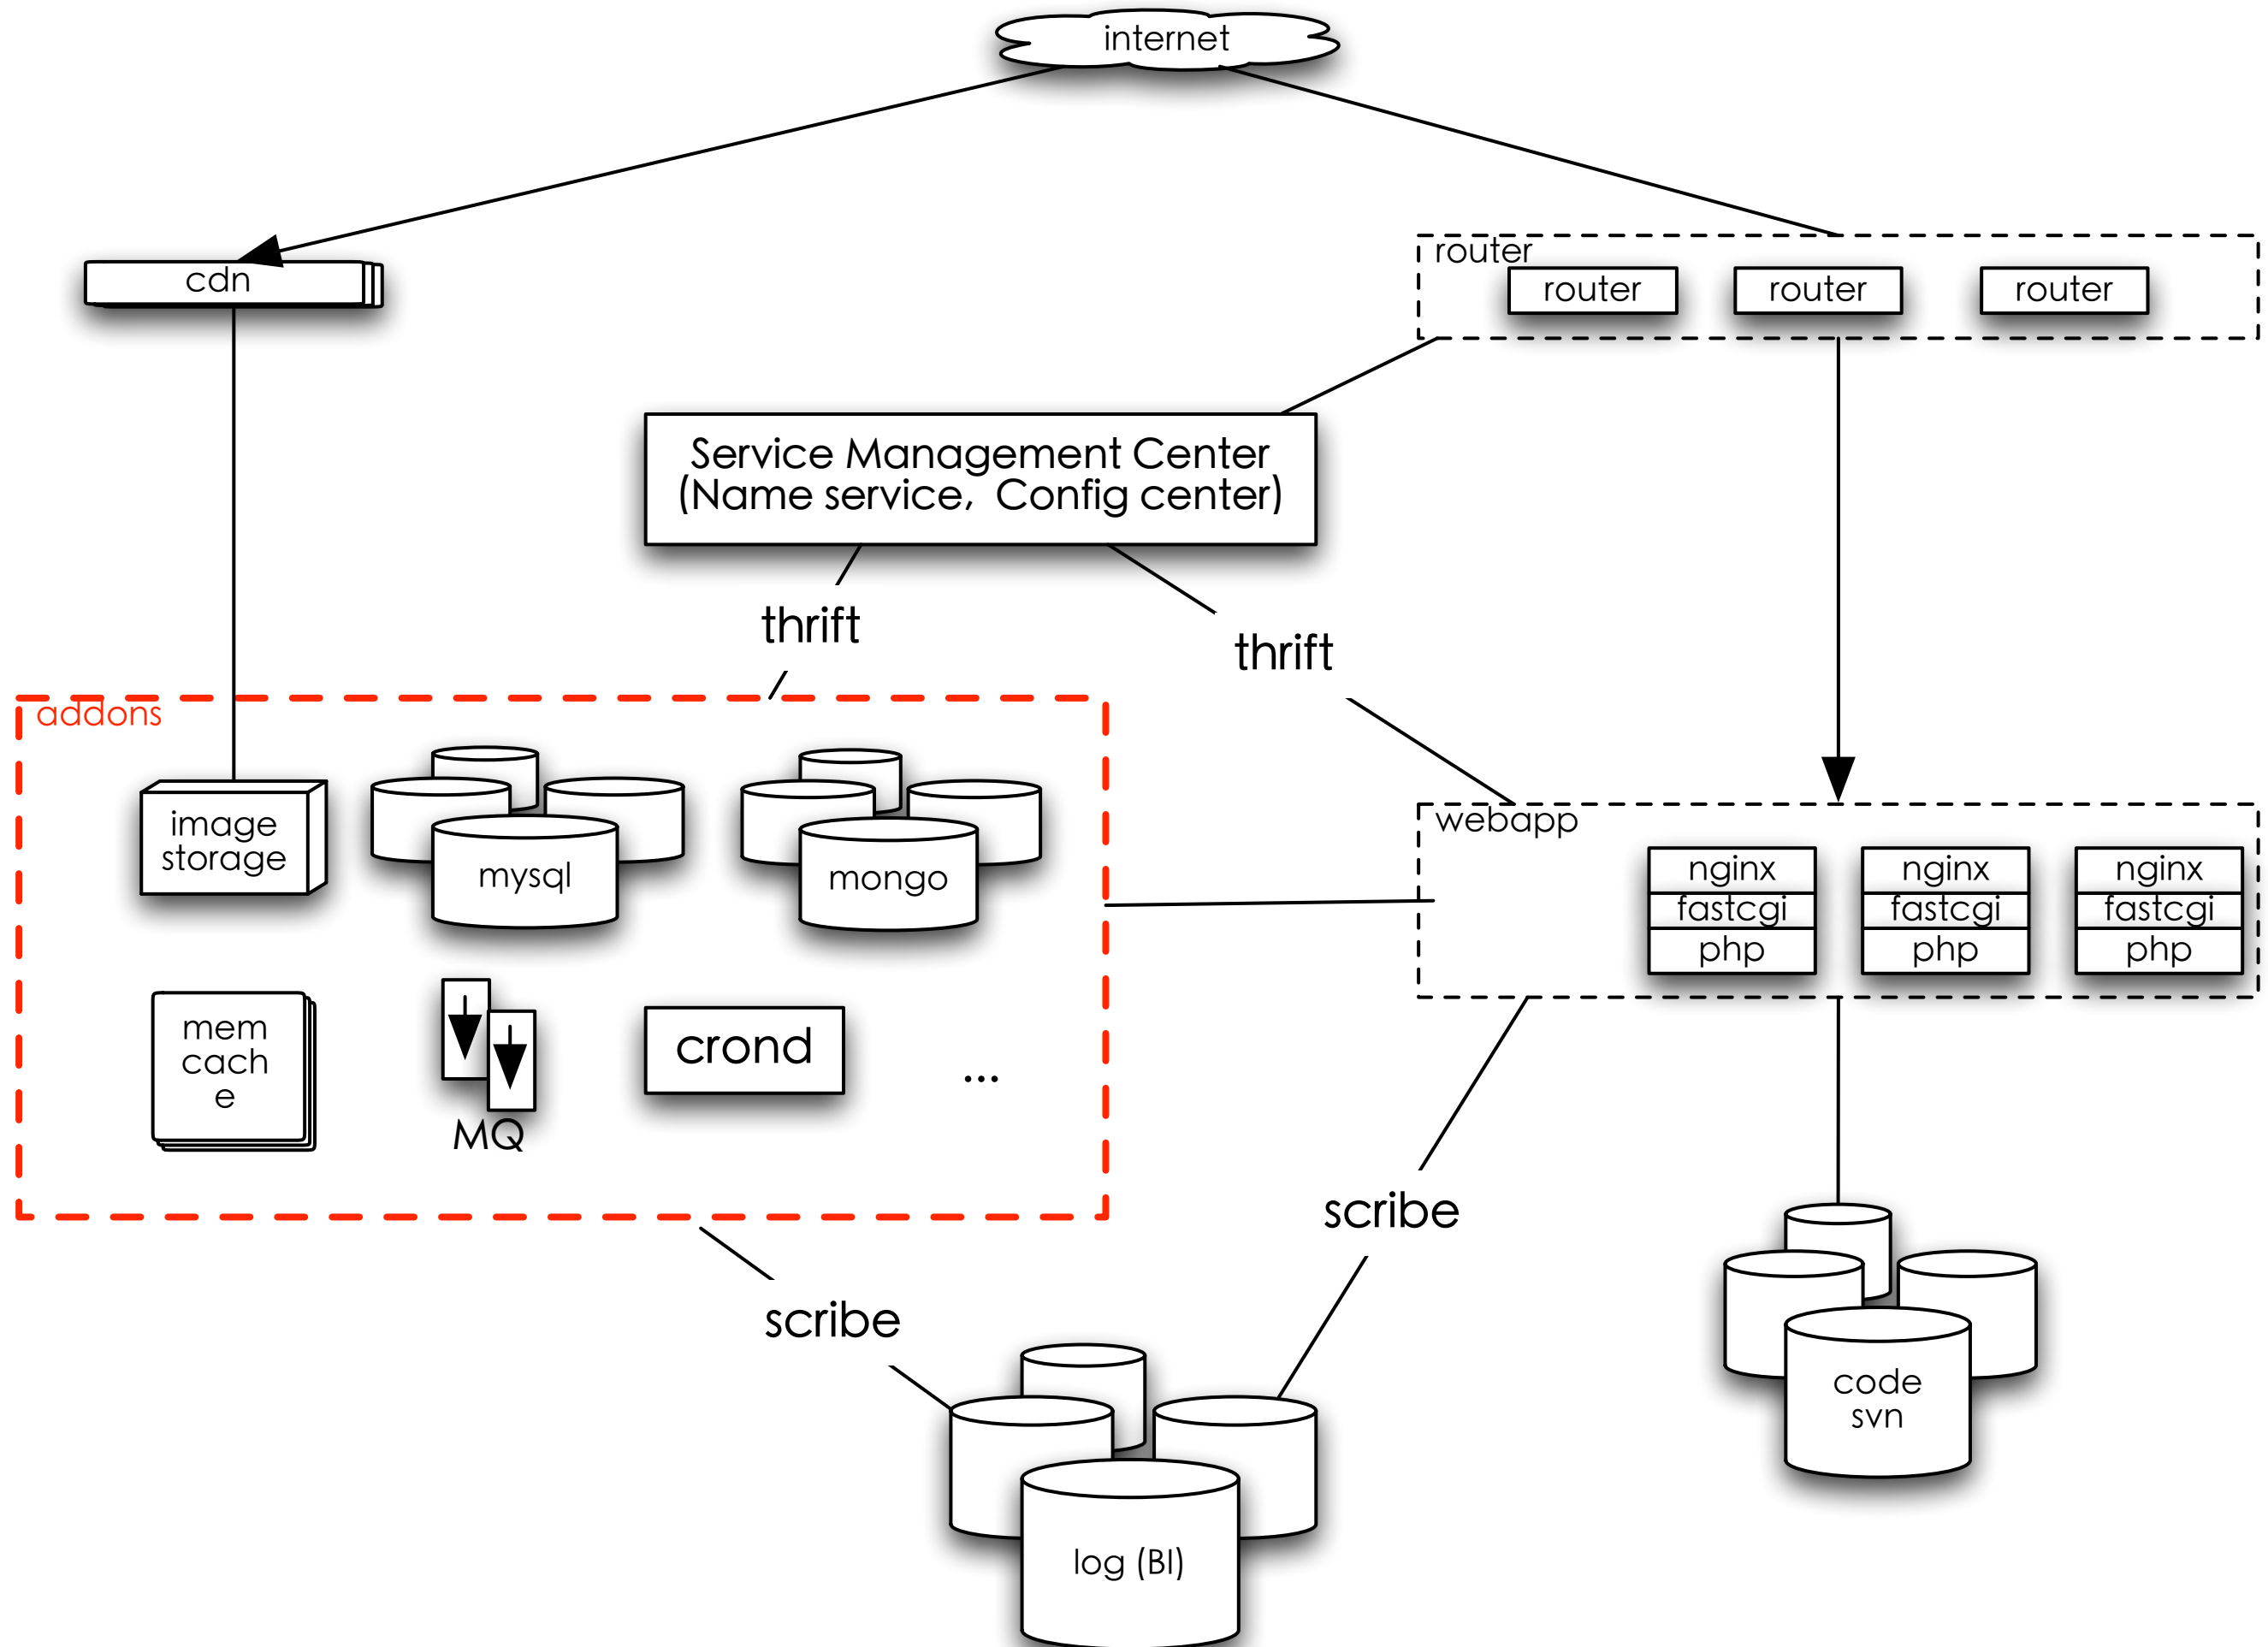 internet
cdn
router
router
router
router
Service Management Center
(Name service, Config center)
thrift
thrift
addons
image
storage
mysql
mongo
webapp
nginx
fastcgi
php
nginx
fastcgi
php
nginx
fastcgi
php
mem
cach
e
MQ
crond
...
scribe
scribe
code
svn
log (BI)